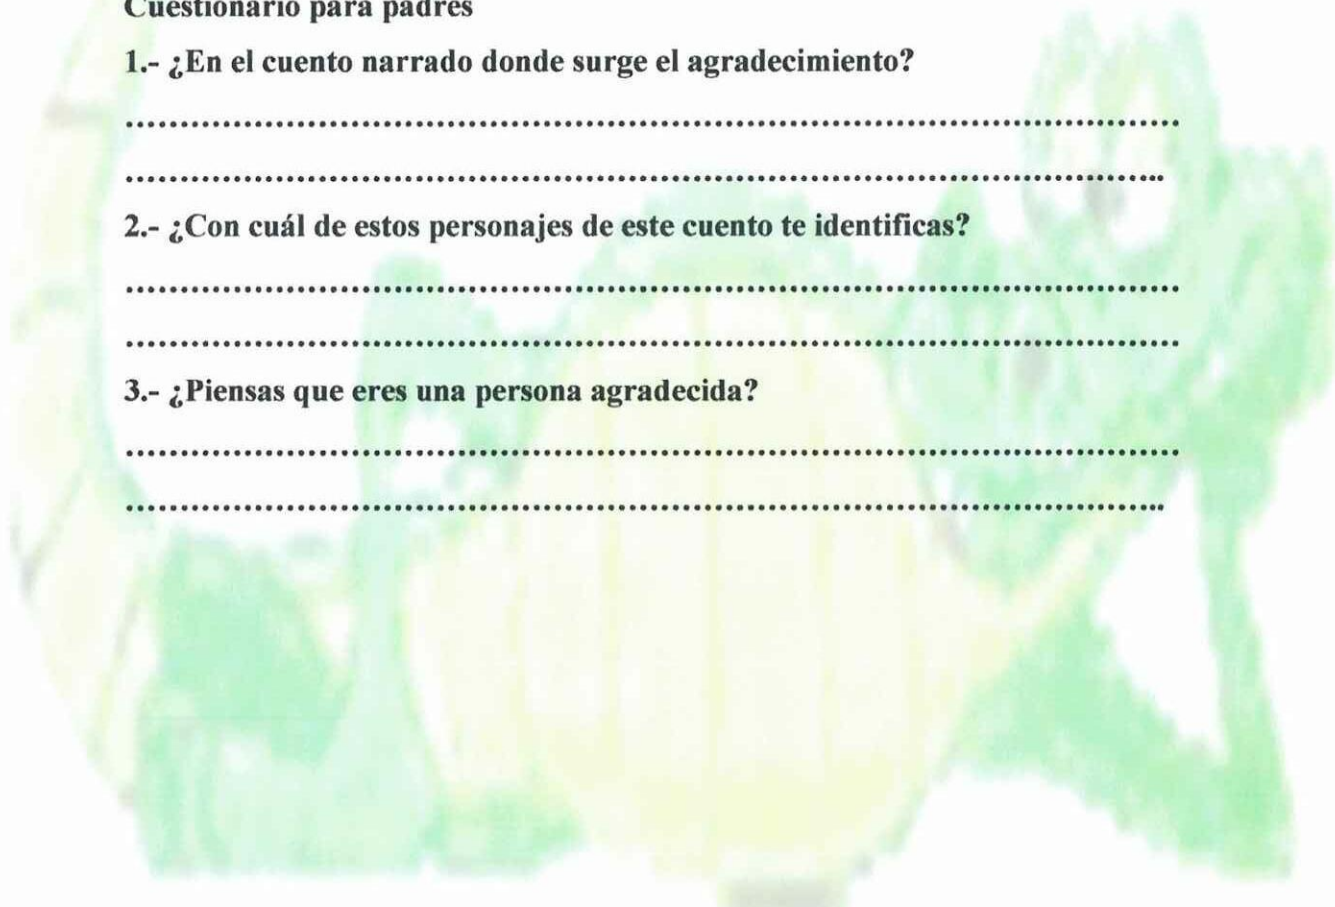 Cuestionario para padres
1.- ¿En el cuento narrado donde surge el agradecimiento?
........................................................................................................
........................................................................................................
2.- ¿Con cuál de estos personajes de este cuento te identificas?
........................................................................................................
........................................................................................................
3.- ¿Piensas que eres una persona agradecida?
........................................................................................................
........................................................................................................